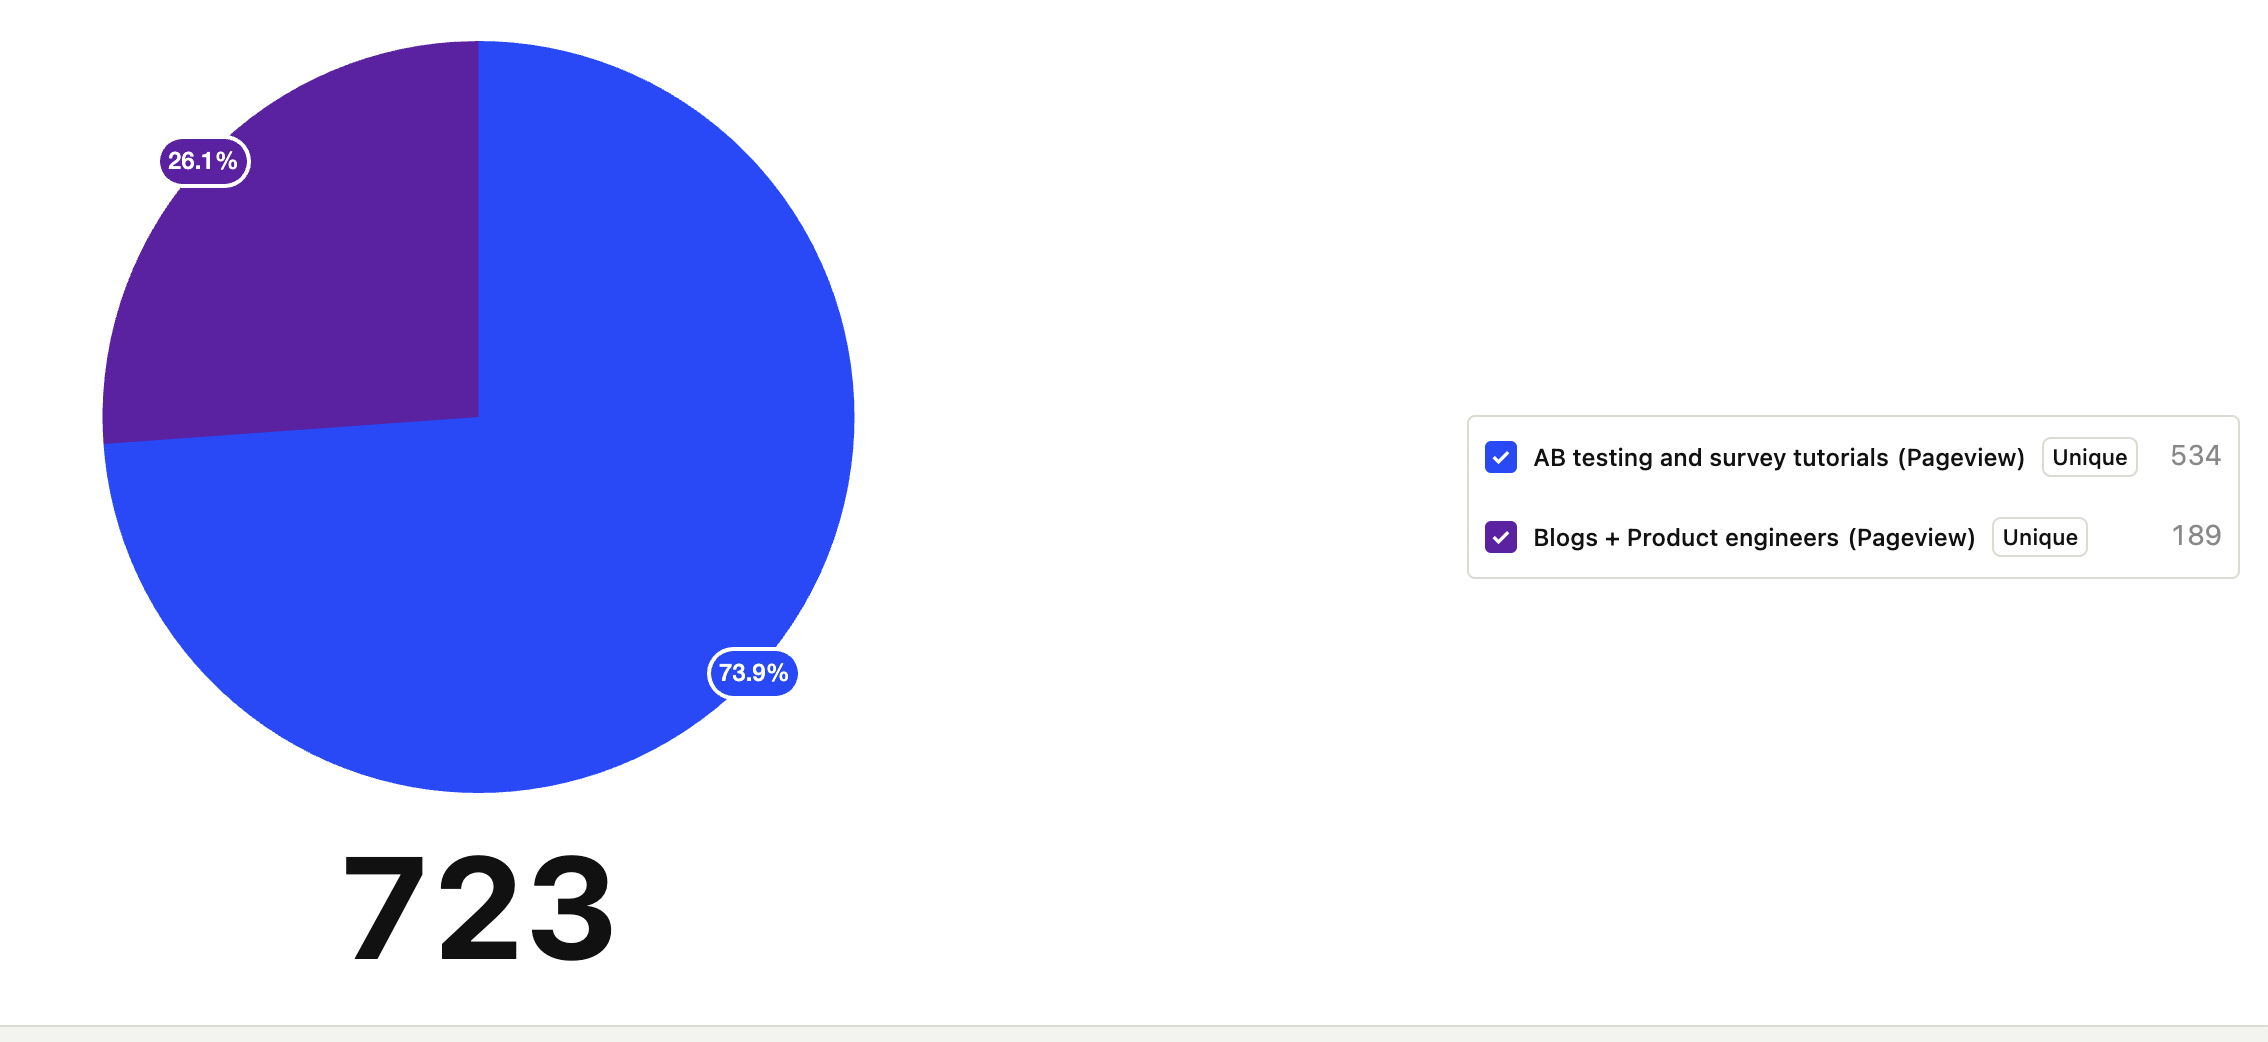 26.1%
AB testing and survey tutorials (Pageview) Unique 534
Blogs + Product engineers (Pageview) Unique 189
73.9%
723